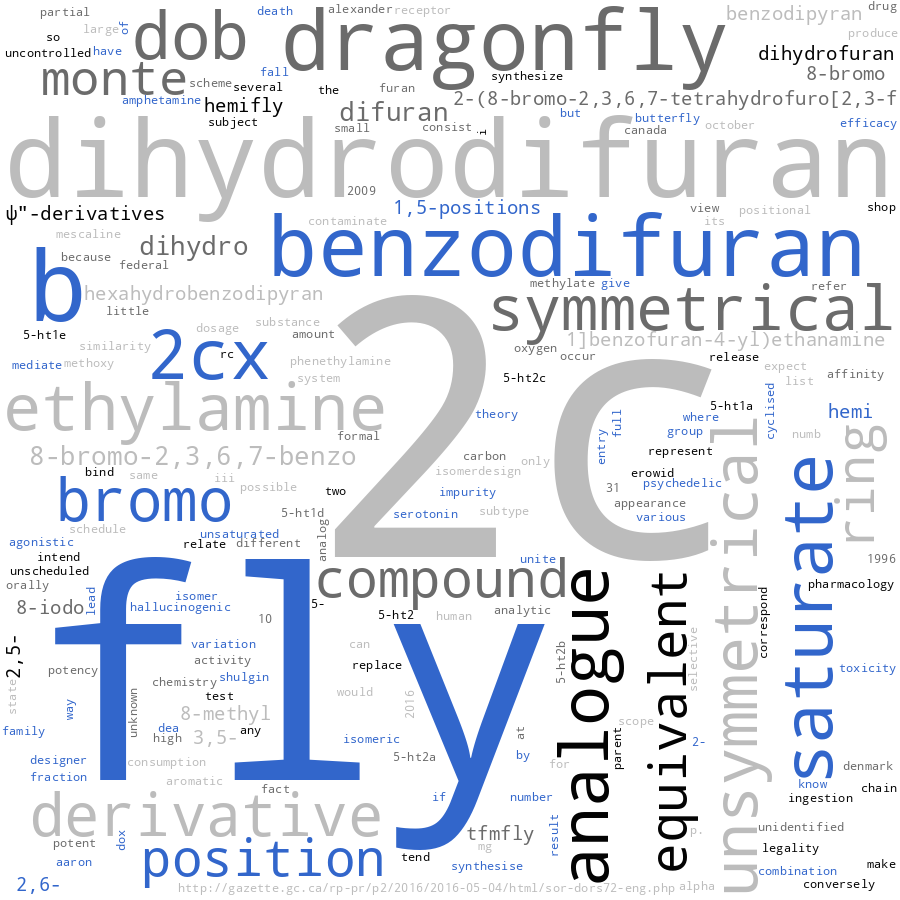 partial
death
alexander
receptor
drug
large
of
dob
dragonfly
benzodipyran
so
produce
uncontrolled
have
dihydrofuran
monte
fall
synthesize
8-bromo
scheme
several
the
furan
amphetamine
hemifly
difuran
2-(8-bromo-2,3,6,7-tetrahydrofuro[2,3-f
but
butterfly
subject
small
consist
i
canada
october
efficacy
dihydrodifuran
2009
ψ"-derivatives
1,5-positions
view
positional
shop
contaminate
its
mescaline
dihydro
benzodifuran
because
federal
b
hexahydrobenzodipyran
methylate
give
refer
little
symmetrical
5-ht1e
dosage
substance
amount
1]benzofuran-4-yl)ethanamine
similarity
2cx
rc
oxygen
occur
release
mediate
methoxy
phenethylamine
system
5-ht2c
expect
list
affinity
ethylamine
2c
theory
5-ht1a
cyclised
hemi
full
where
formal
entry
group
numb
ring
8-bromo-2,3,6,7-benzo
carbon
only
represent
bind
same
iii
isomerdesign
erowid
possible
two
impurity
31
psychedelic
bromo
5-ht1d
serotonin
subtype
appearance
various
saturate
schedule
unsaturated
analog
agonistic
relate
different
intend
unite
1996
unscheduled
fly
compound
orally
lead
isomer
5-
pharmacology
8-iodo
hallucinogenic
10
5-ht2
human
analytic
analogue
equivalent
unsymmetrical
correspond
2,5-
variation
can
5-ht2b
selective
potency
activity
replace
toxicity
chemistry
shulgin
state
way
unknown
test
would
2016
8-methyl
family
dea
any
high
3,5-
isomeric
at
scope
parent
2-
designer
consumption
5-ht2a
by
for
denmark
fraction
aromatic
know
fact
if
number
ingestion
chain
derivative
result
tfmfly
p.
unidentified
potent
dox
mg
legality
aaron
position
tend
synthesise
combination
make
2,6-
http://gazette.gc.ca/rp-pr/p2/2016/2016-05-04/html/sor-dors72-eng.php
alpha
conversely